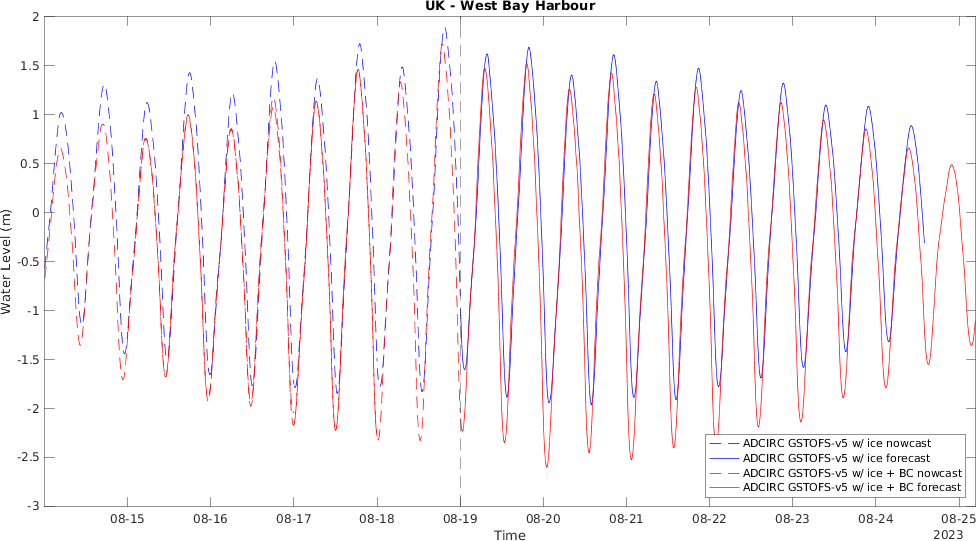 UK - West Bay Harbour
2
1.5
1
0.5
0
-0.5
-1
-1.5
-2
-2.5
-3
Water Level (m)
ADCIRC GSTOFS-v5 w/ ice nowcast
ADCIRC GSTOFS-v5 w/ ice forecast
ADCIRC GSTOFS-v5 w/ ice + BC nowcast
ADCIRC GSTOFS-v5 w/ ice + BC forecast
08-15 08-16 08-17 08-18 08-19 08-20 08-21 08-22 08-23 08-24 08-25
Time
2023